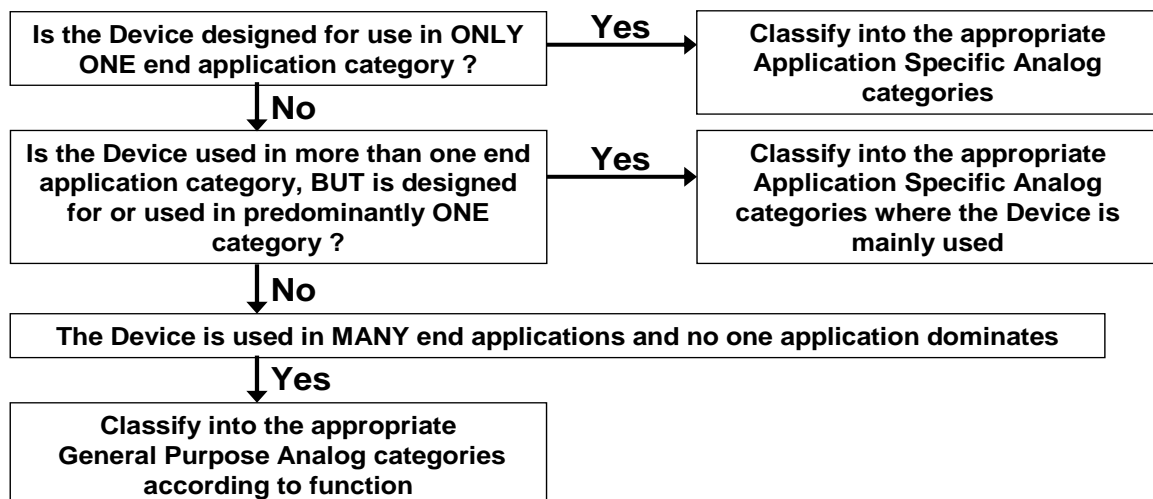 Is the Device designed for use in ONLY
ONE end application category ?
Yes
Classify into the appropriate
Application Specific Analog
categories
No
Is the Device used in more than one end
application category, BUT is designed
for or used in predominantly ONE
category ?
Yes
Classify into the appropriate
Application Specific Analog
categories where the Device is
mainly used
No
The Device is used in MANY end applications and no one application dominates
Yes
Classify into the appropriate
General Purpose Analog categories
according to function